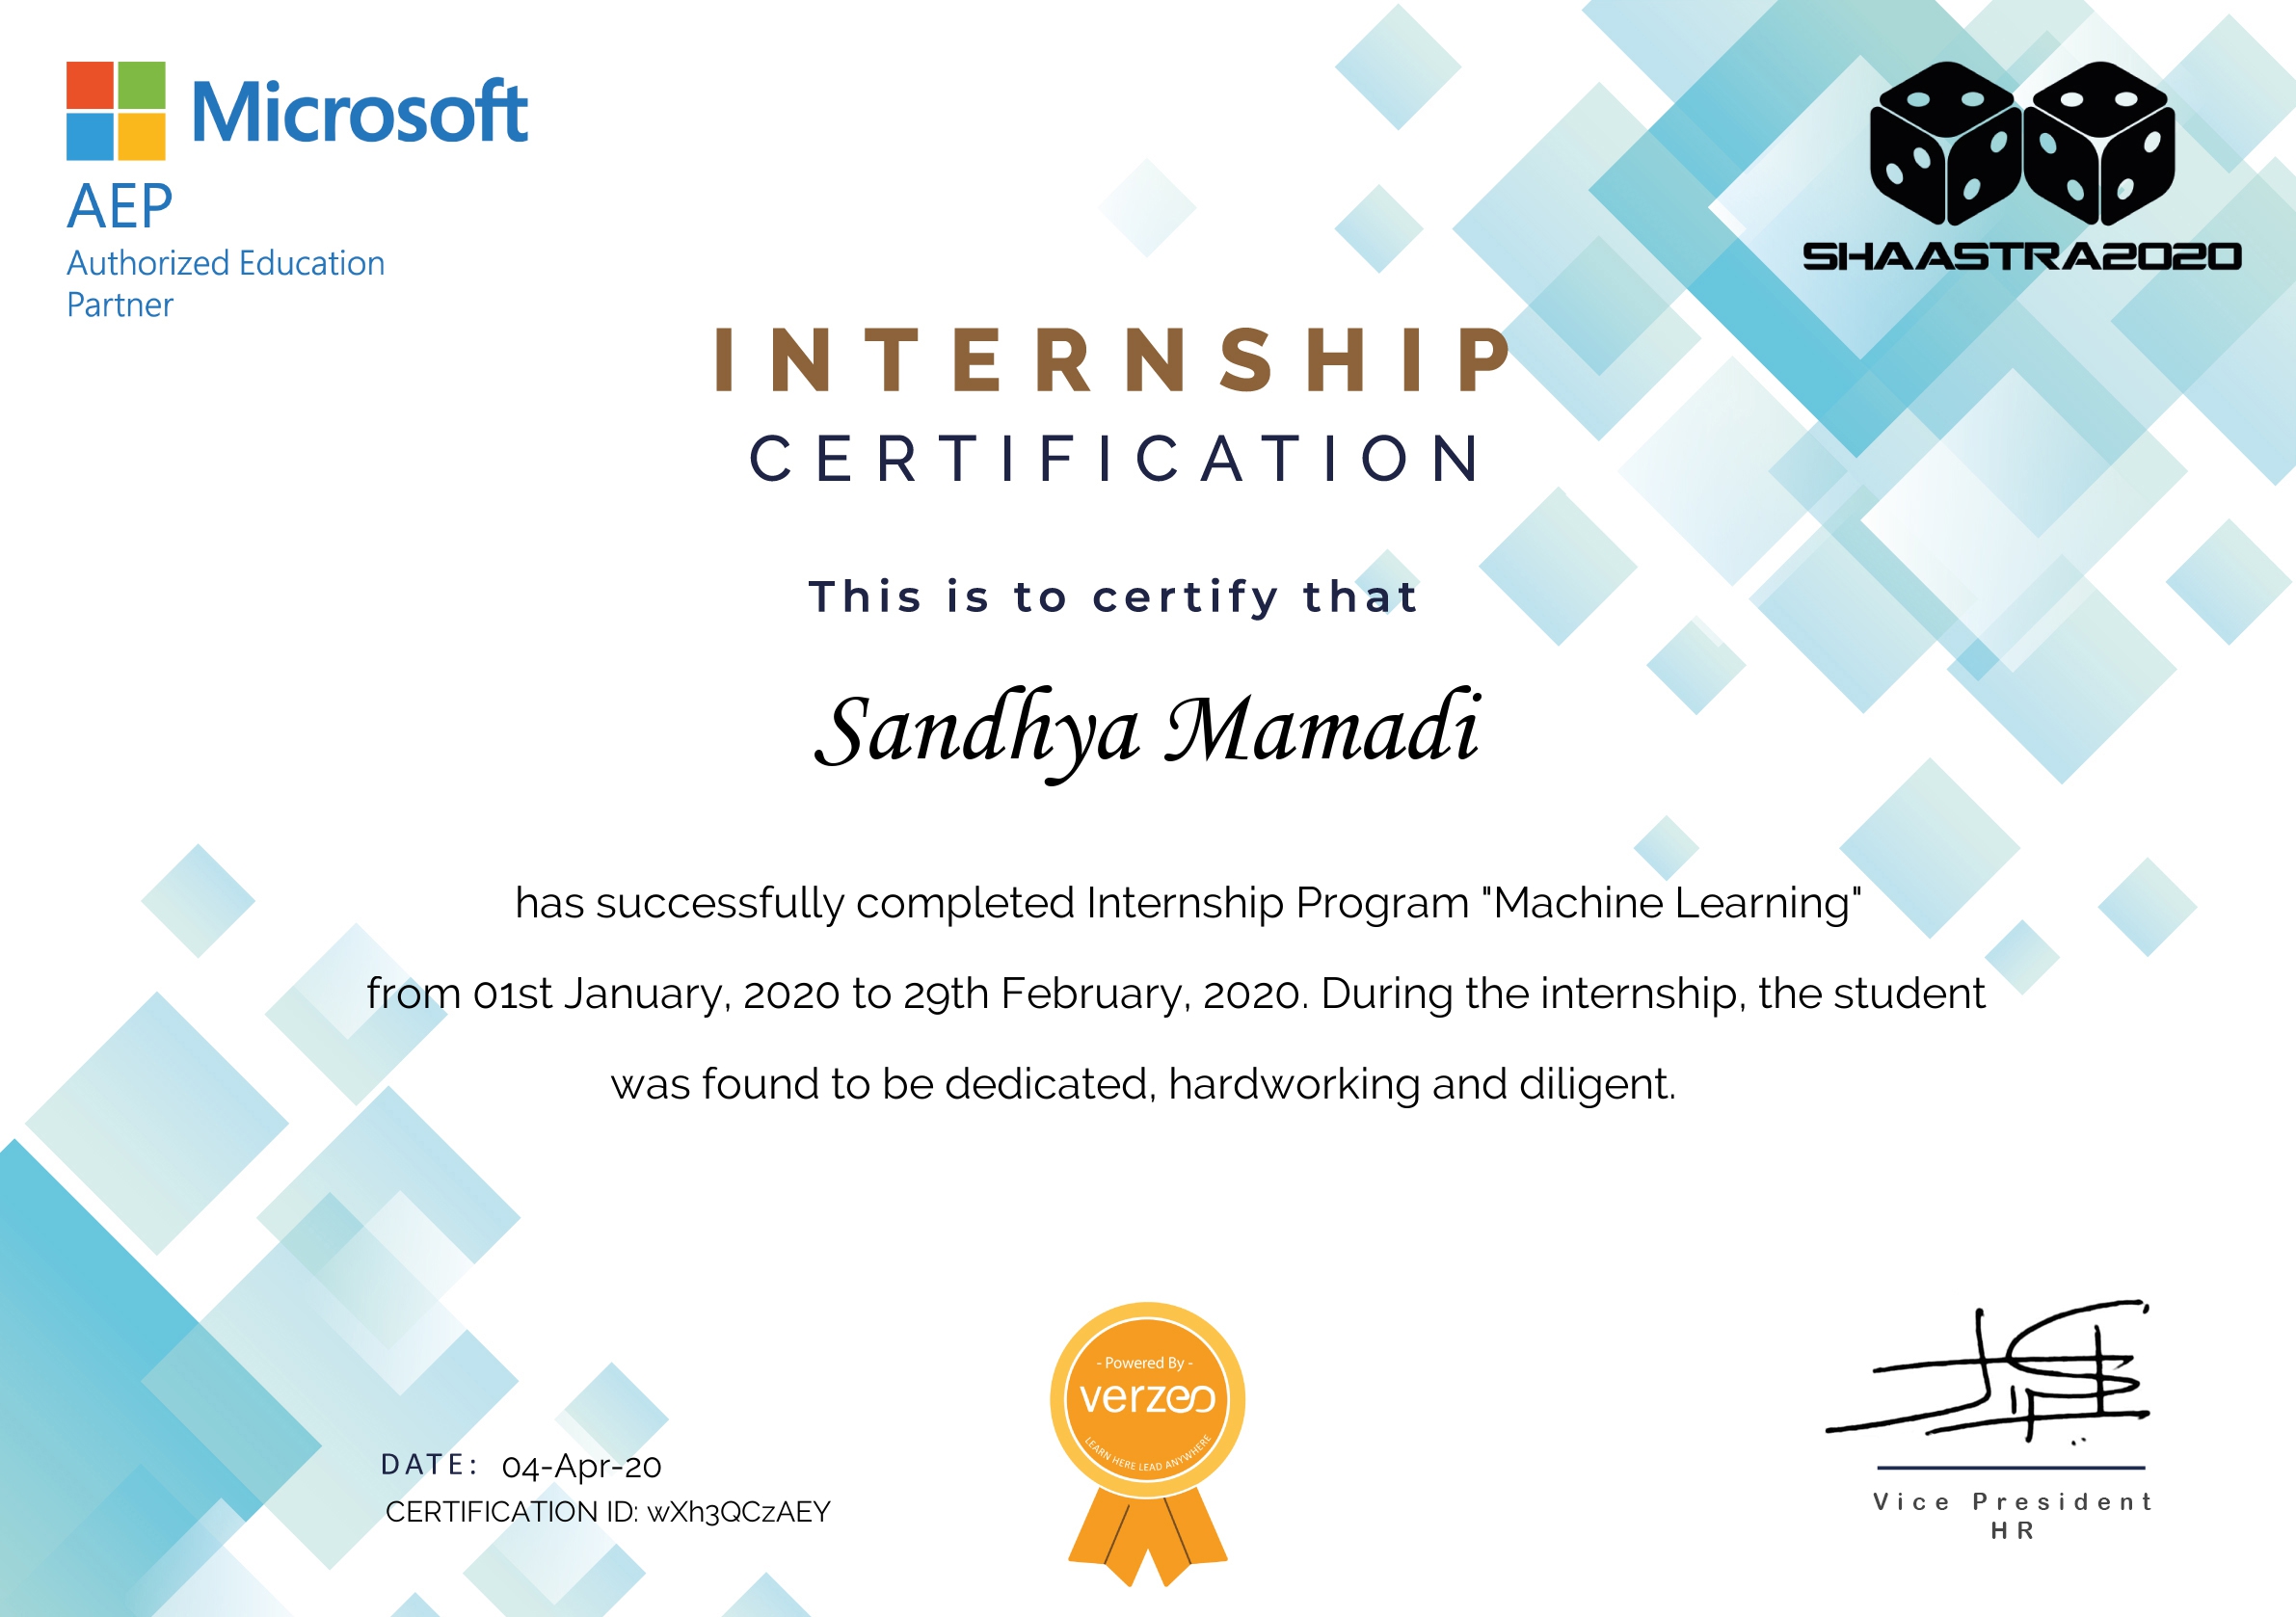 Microsoft
AEP
Authorized Education
Partner
SHAASTRA2020
INTERNSHIP
CERTIFICATION
This is to certify that
Sandhya Mamadi
has successfully completed Internship Program "Machine Learning"
from 01st January, 2020 to 29th February, 2020. During the internship, the student
was found to be dedicated, hardworking and diligent.
- Powered By -
verzeo
LEARN HERE LEAD ANYWHERE
DATE: 04-Apr-20
CERTIFICATION ID: wXh3QCzAEY
Vice President
HR